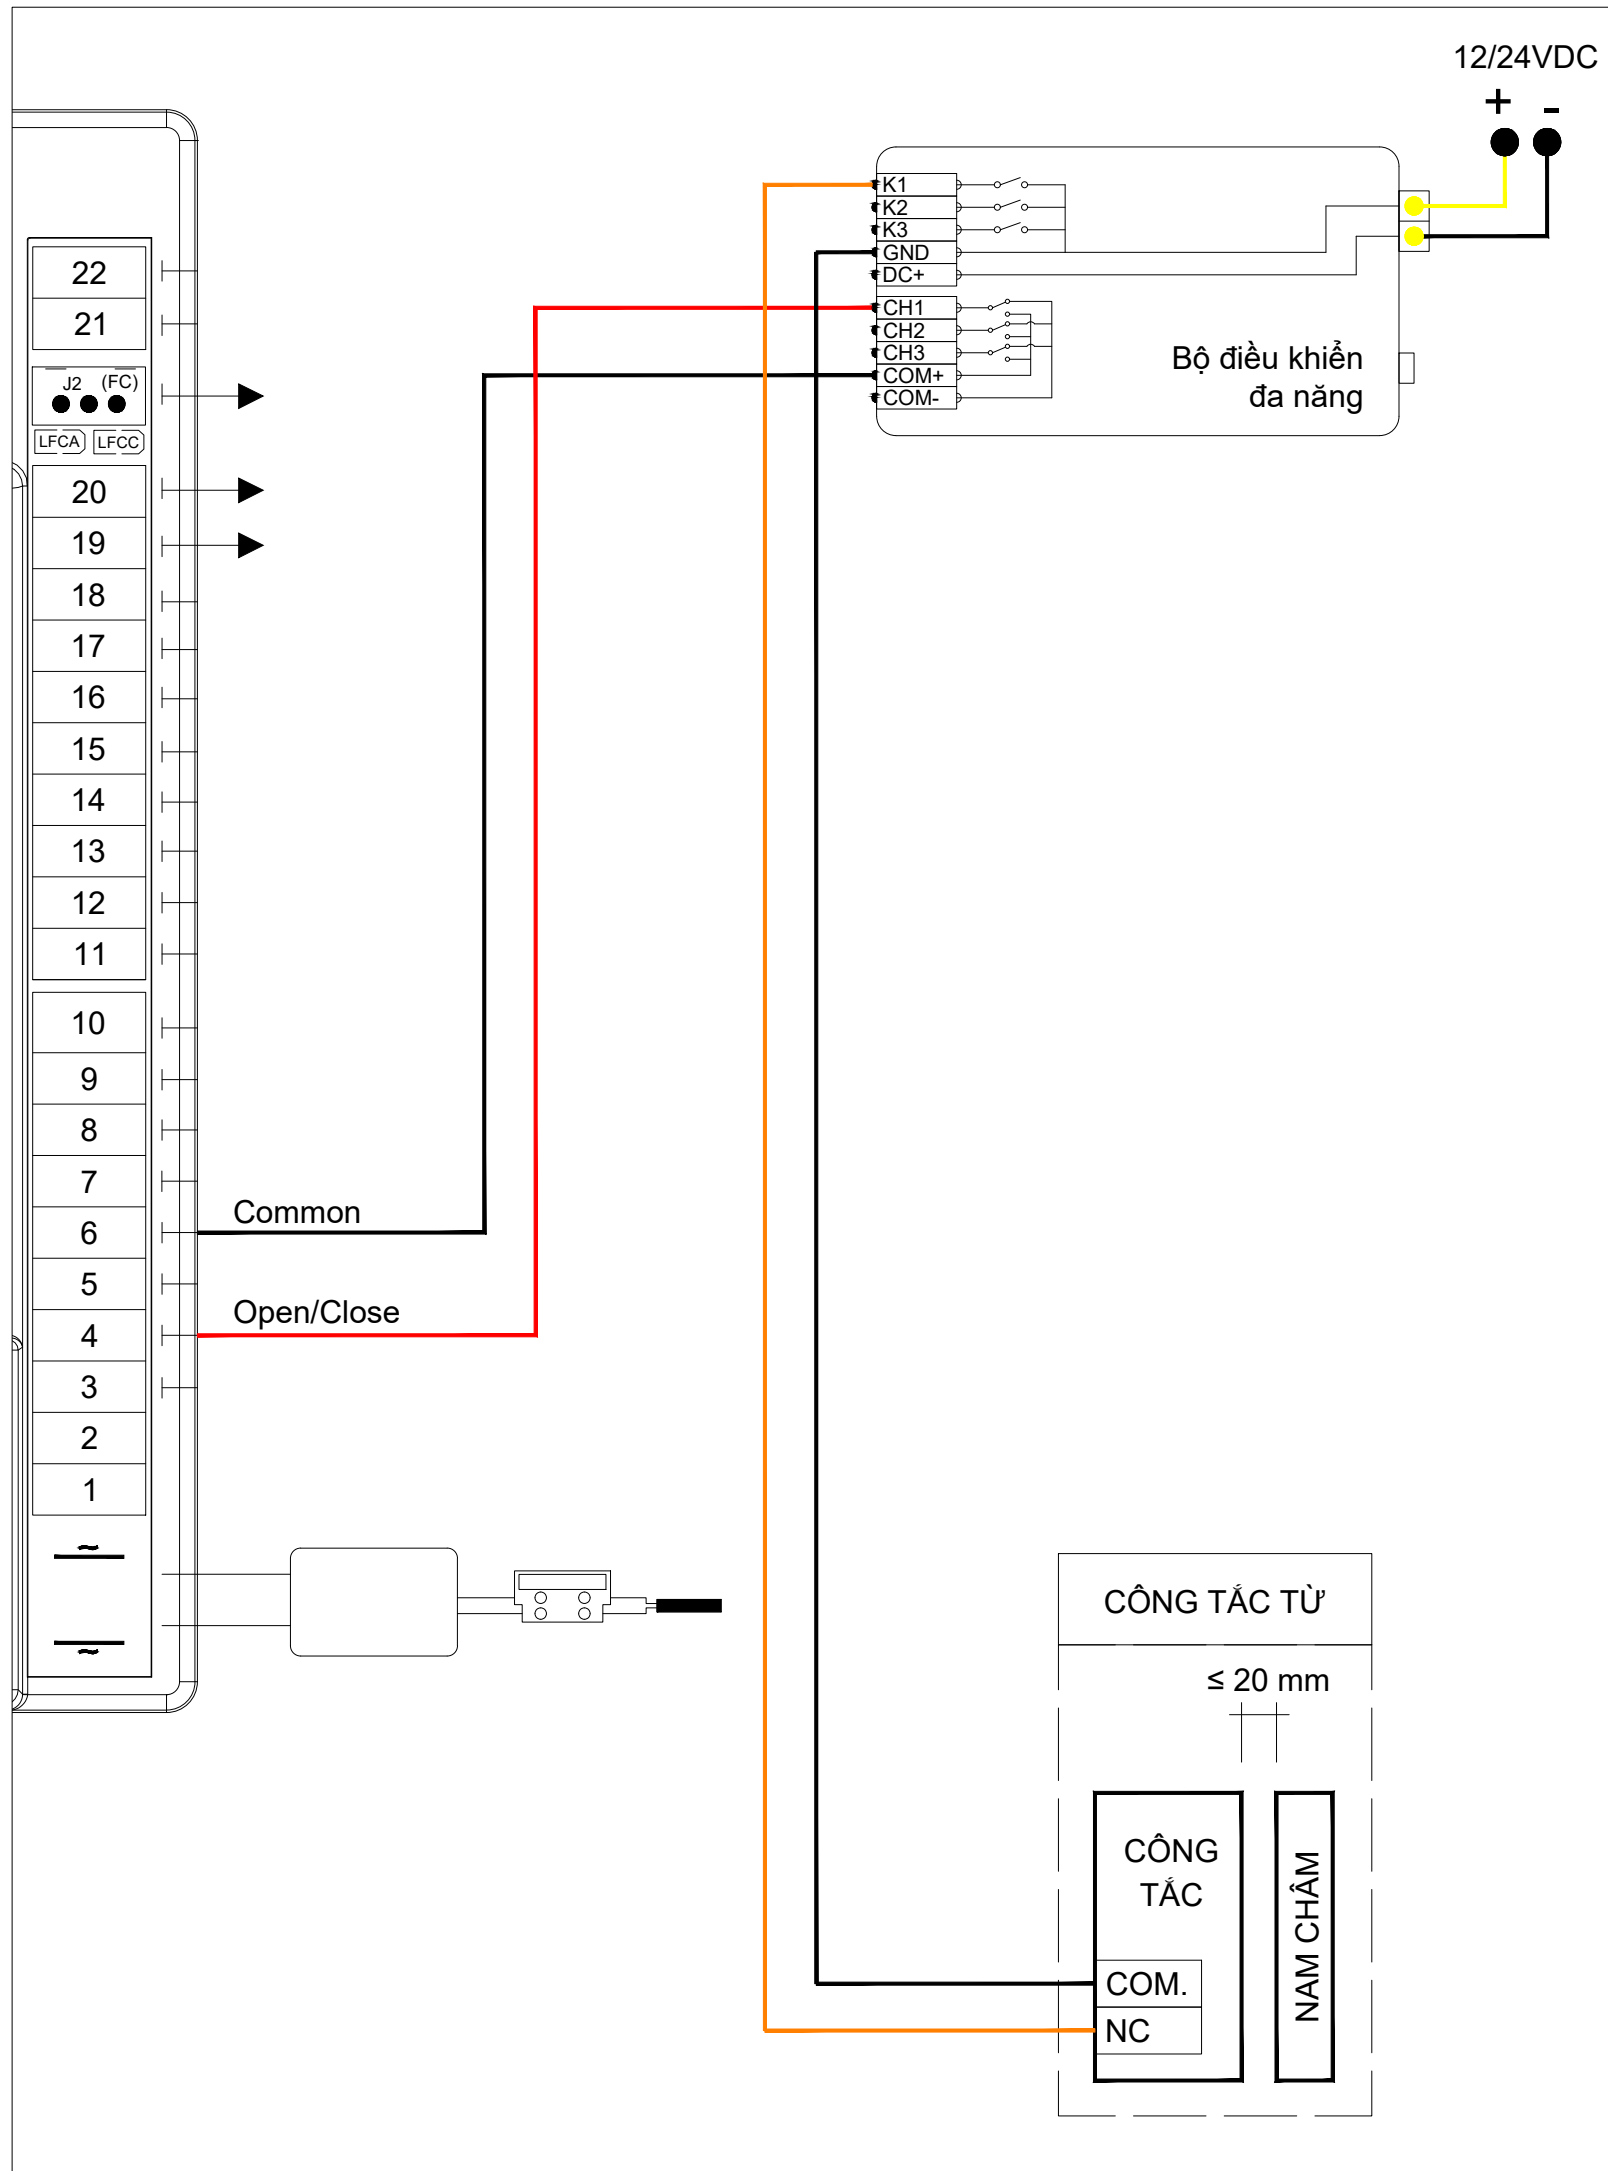 12/24VDC
+ -
K1
K2
K3
GND
DC+
CH1
CH2
CH3
COM+
COM-
Bộ điều khiển
đa năng
22
21
J2 (FC)
LFCA LFCC
20
19
18
17
16
15
14
13
12
11
10
9
8
7
6
5
4
3
2
1
~
~
Common
Open/Close
CÔNG TẮC TỪ
≤ 20 mm
CÔNG
TẮC
COM.
NC
NAM CHÂM